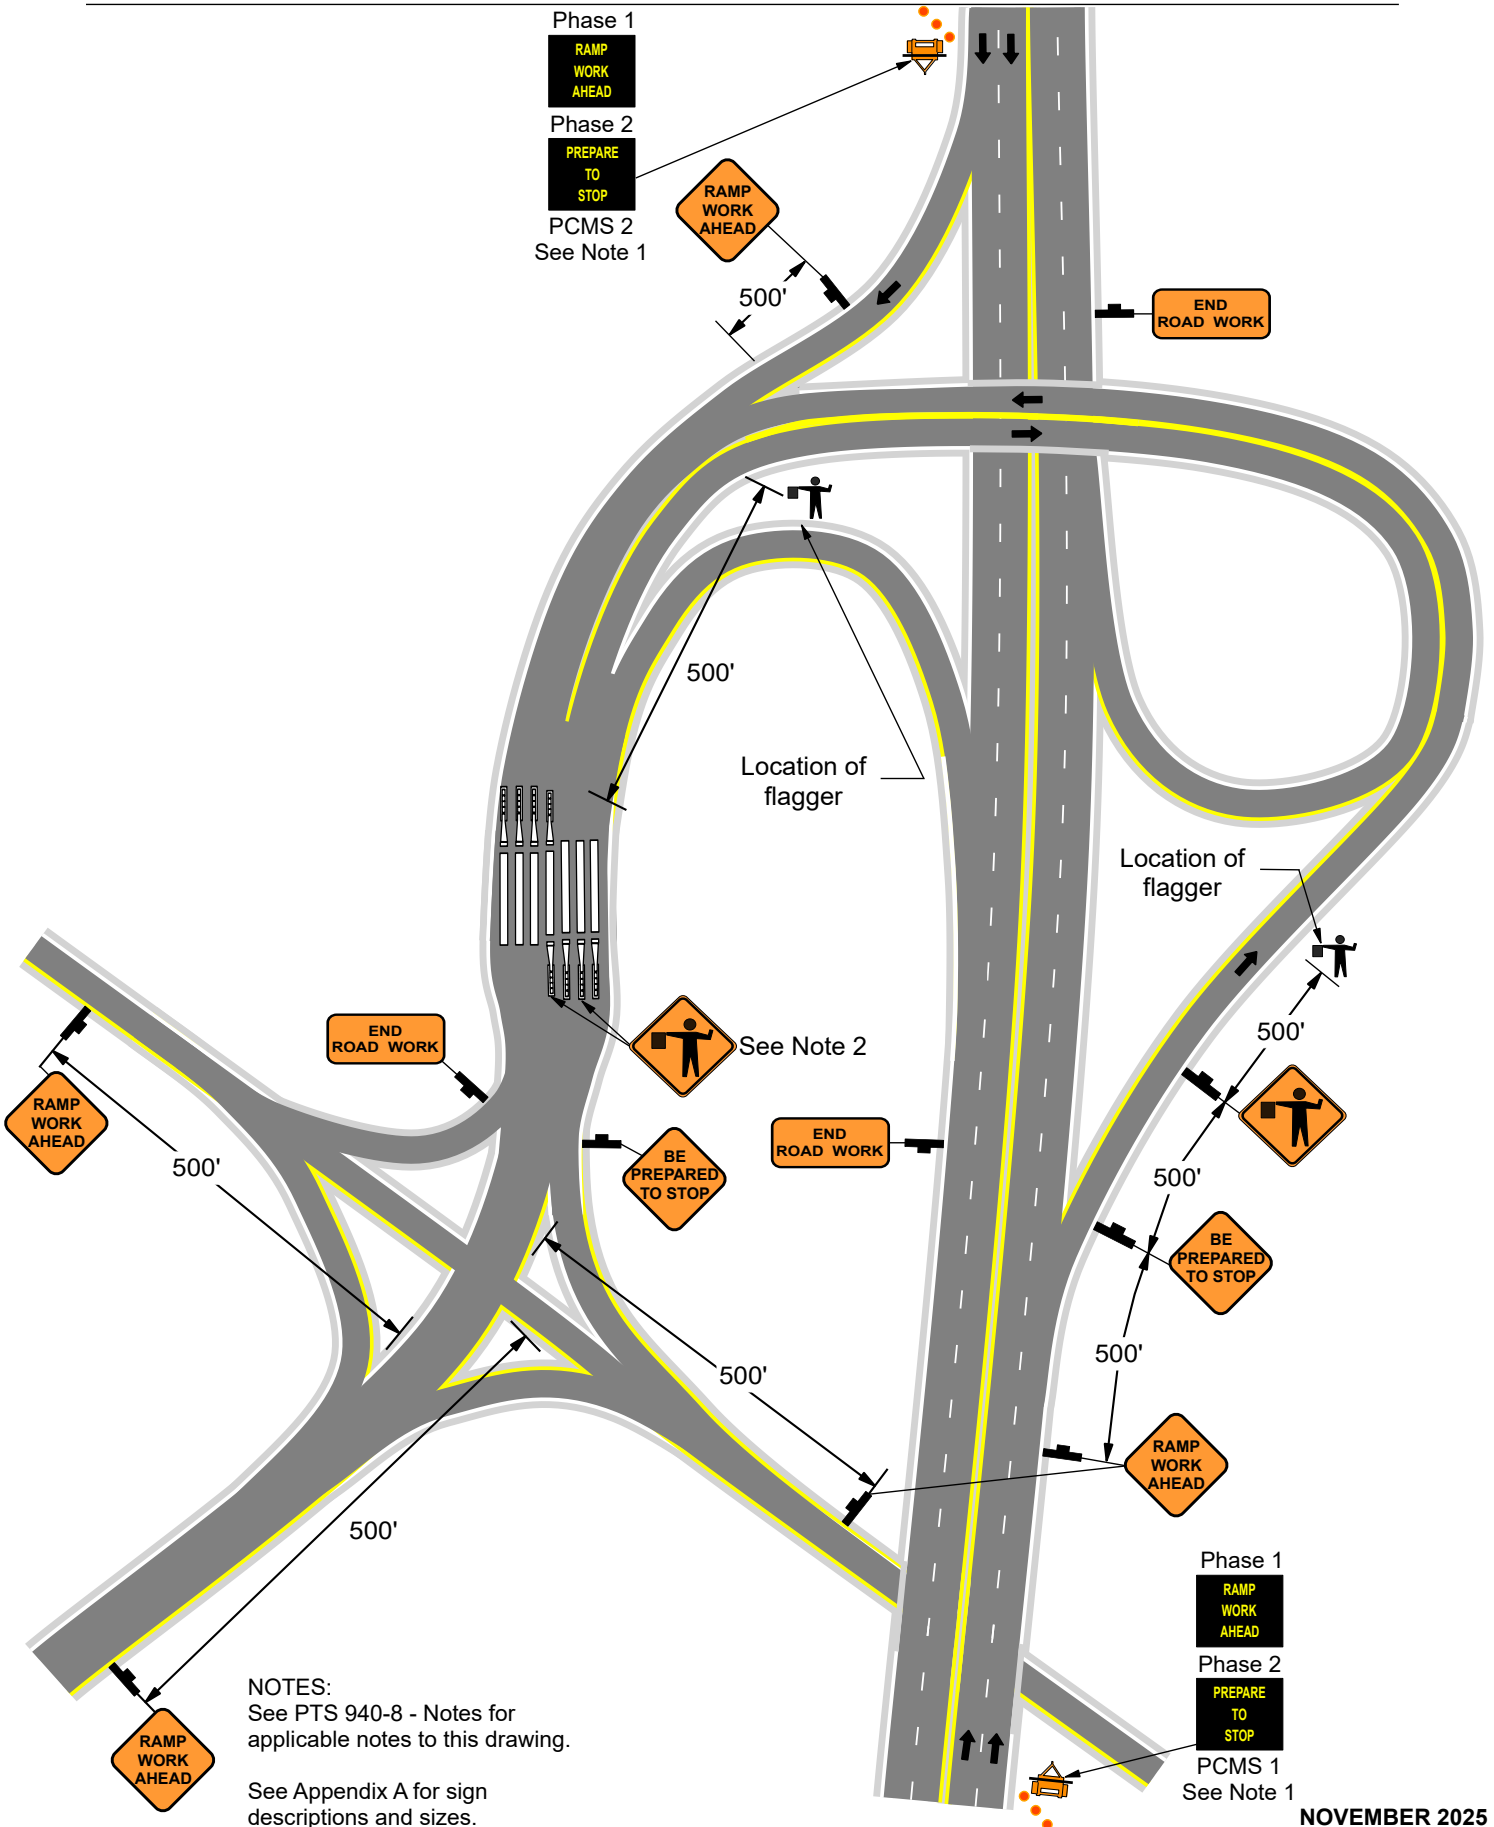 Phase 1
RAMP
WORK
AHEAD
Phase 2
PREPARE
TO
STOP
PCMS 2
See Note 1
RAMP
WORK
AHEAD
500'
END
ROAD WORK
500'
Location of
flagger
Location of
flagger
500'
END
ROAD WORK
See Note 2
RAMP
WORK
AHEAD
500'
BE
PREPARED
TO STOP
END
ROAD WORK
500'
BE
PREPARED
TO STOP
500'
500'
RAMP
WORK
AHEAD
500'
Phase 1
RAMP
WORK
AHEAD
Phase 2
PREPARE
TO
STOP
PCMS 1
See Note 1
RAMP
WORK
AHEAD
NOTES:
See PTS 940-8 - Notes for
applicable notes to this drawing.
See Appendix A for sign
descriptions and sizes.
NOVEMBER 2025